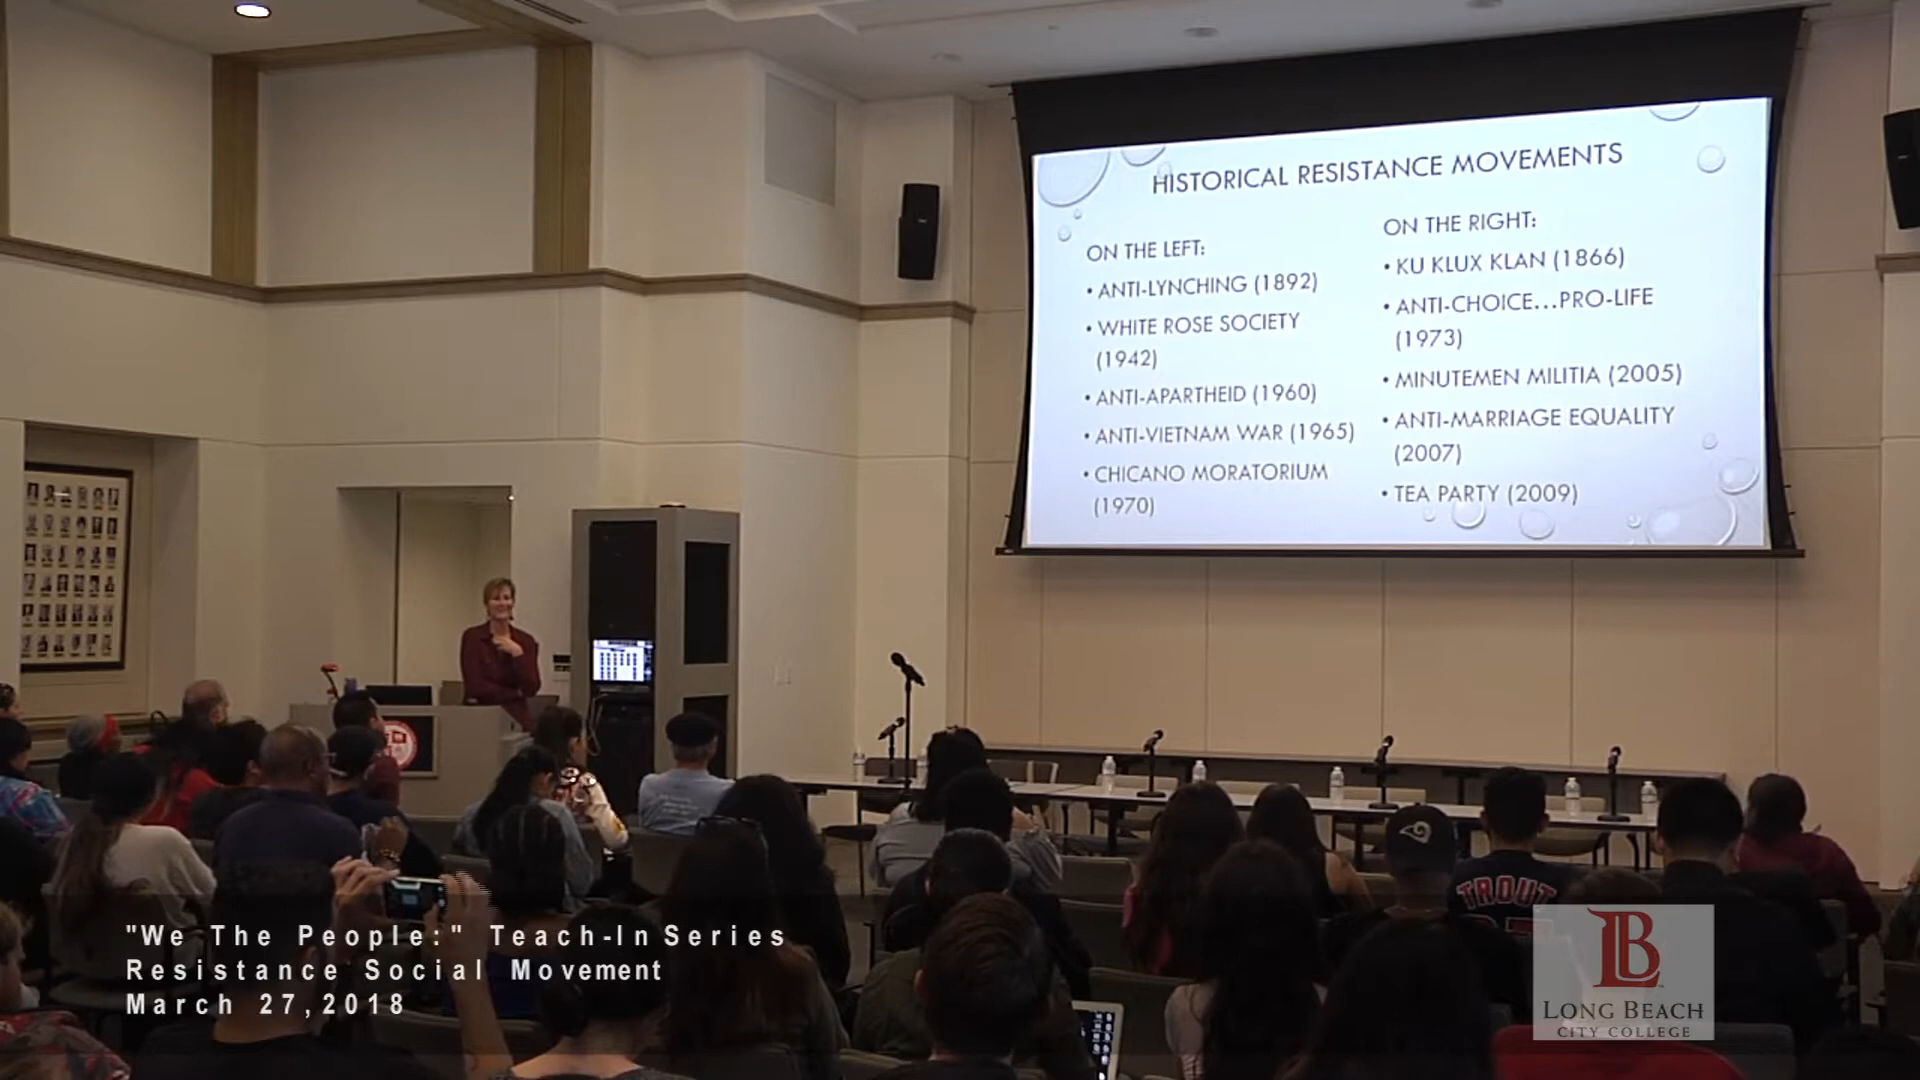 HISTORICAL RESISTANCE MOVEMENTS
ON THE LEFT:
• ANTI-LYNCHING (1892)
• WHITE ROSE SOCIETY
(1942)
• ANTI-APARTHEID (1960)
• ANTI-VIETNAM WAR (1965)
• CHICANO MORATORIUM
(1970)
ON THE RIGHT:
• KU KLUX KLAN (1866)
• ANTI-CHOICE...PRO-LIFE
(1973)
• MINUTEMEN MILITIA (2005)
• ANTI-MARRIAGE EQUALITY
(2007)
• TEA PARTY (2009)
TROUT
"We The People:" Teach-In Series
Resistance Social Movement
March 27,2018
LB
LONG BEACH
CITY COLLEGE